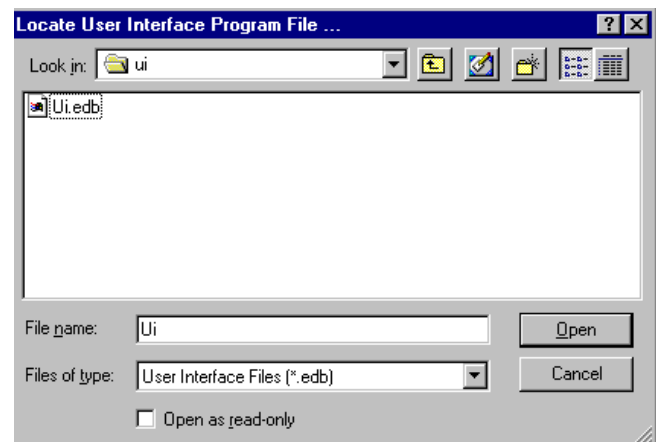 Locate User Interface Program File ...
Look in: ui
Ui.edb
File name: Ui Open
Files of type: User Interface Files (*.edb) Cancel
Open as read-only